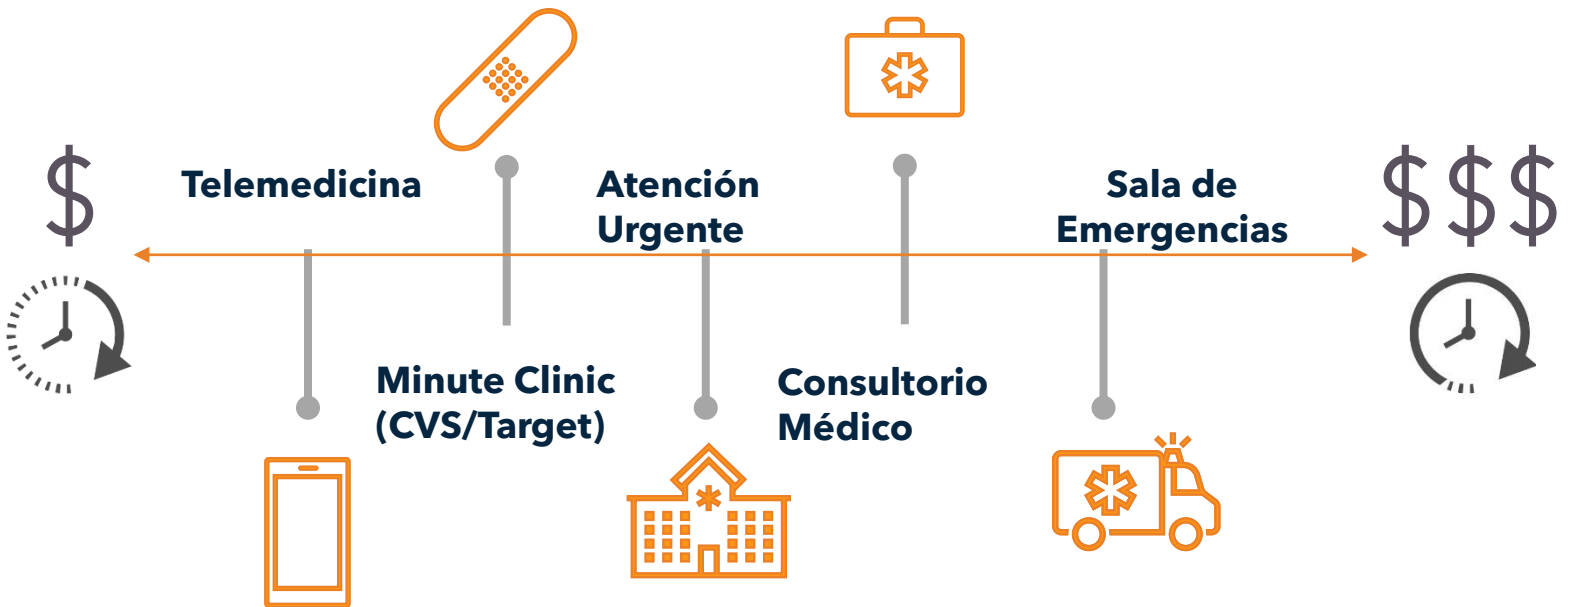 $
Telemedicina
Minute Clinic
(CVS/Target)
Atención
Urgente
Consultorio
Médico
Sala de
Emergencias
$$$